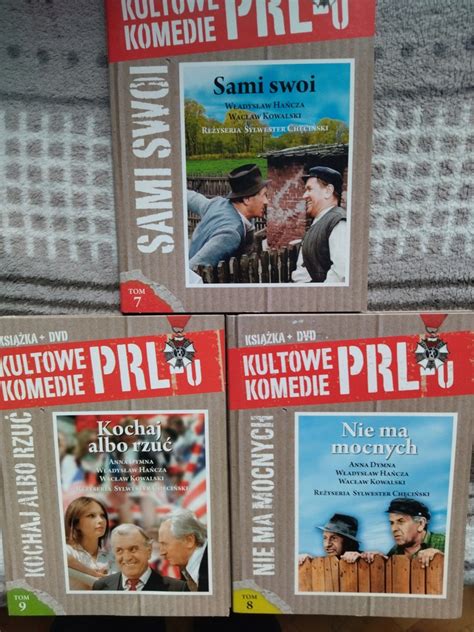 KULTOWE
KOMEDIE
PRL-u
SAMI SWOI
Sami swoi
Władysław Hańcza
Wacław Kowalski
Reżyseria Sylwester Chęciński
TOM
7
KSIĄŻKA + DVD
KULTOWE
KOMEDIE
PRL-u
KOCHAJ ALBO RZUĆ
Kochaj
albo rzuć
Anna Dymna
Władysław Hańcza
Wacław Kowalski
Reżyseria Sylwester Chęciński
TOM
9
KSIĄŻKA + DVD
KULTOWE
KOMEDIE
PRL-u
NIE MA MOCNYCH
Nie ma
mocnych
Anna Dymna
Władysław Hańcza
Wacław Kowalski
Reżyseria Sylwester Chęciński
TOM
8